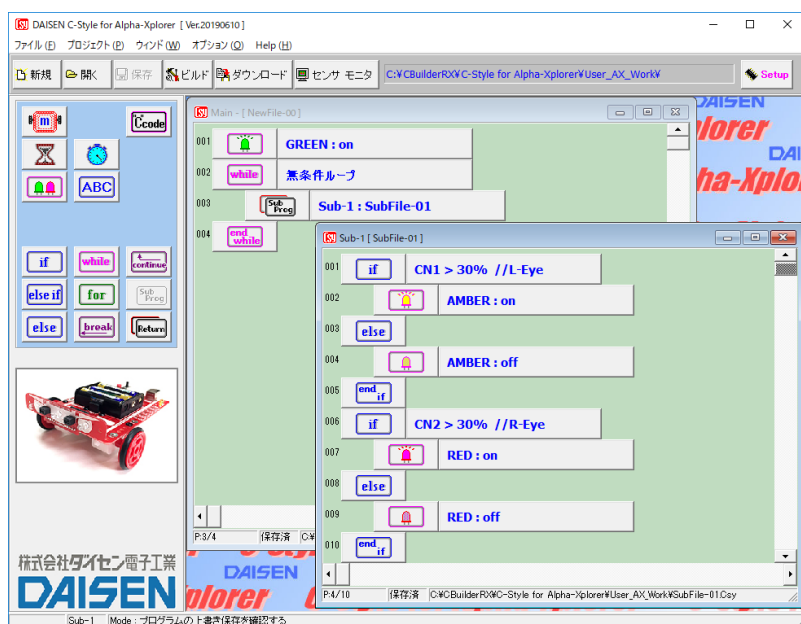 DAISEN C-Style for Alpha-Xplorer [ Ver.20190610 ]
ファイル(F) プロジェクト(P) ウィンド(W) オプション(O) Help(H)
新規 開く 保存 ビルド ダウンロード センサ モニタ C:¥CBuilderRX¥C-Style for Alpha-Xplorer¥User_AX_Work¥ Setup
m Ccode
ABC
if while continue
else if for Sub Prog
else break Return
株式会社ダイセン電子工業
DAISEN
Main - [ NewFile-00 ]
001 GREEN : on
002 while 無条件ループ
003 Sub Prog Sub-1 : SubFile-01
004 end while
P:3/4 保存済 C:¥
Sub-1 [ SubFile-01 ]
001 if CN1 > 30% //L-Eye
002 AMBER : on
003 else
004 AMBER : off
005 end if
006 if CN2 > 30% //R-Eye
007 RED : on
008 else
009 RED : off
010 end if
P:4/10 保存済 C:¥CBuilderRX¥C-Style for Alpha-Xplorer¥User_AX_Work¥SubFile-01.Csy
DAISEN
lorer
DAI
ha-Xplo
DAISEN
plorer
Sub-1 Mode : プログラムの上書き保存を確認する